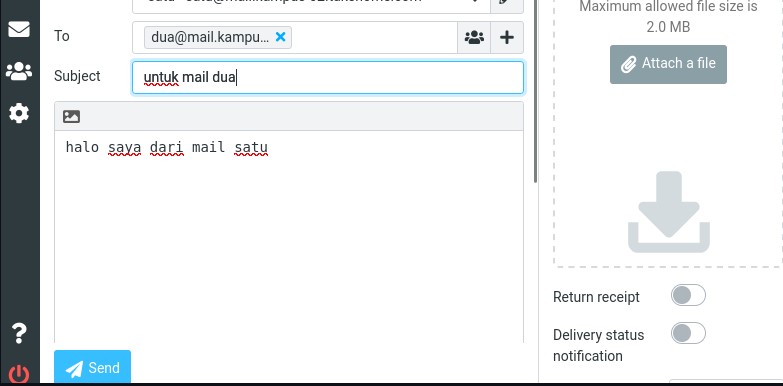 Maximum allowed file size is
2.0 MB
To
dua@mail.kampu...
Subject
untuk mail dua
Attach a file
halo saya dari mail satu
Return receipt
Delivery status
notification
?
Send